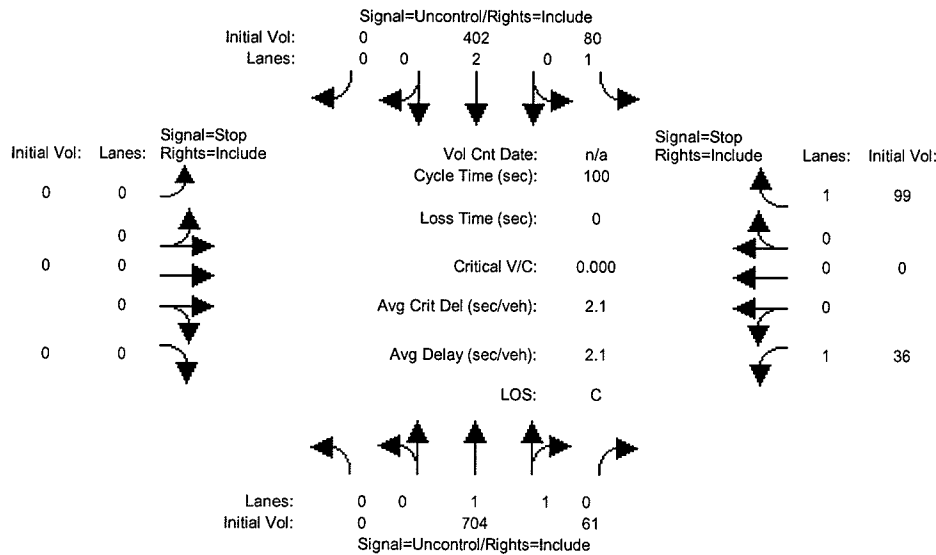 Signal=Uncontrol/Rights=Include
Initial Vol: 0 402 80
Lanes: 0 0 2 0 1
Signal=Stop
Initial Vol: Lanes: Rights=Include
Vol Cnt Date: n/a
Signal=Stop
Rights=Include Lanes: Initial Vol:
Cycle Time (sec): 100
0 0
1 99
0
Loss Time (sec): 0
0
0 0
Critical V/C: 0.000
0 0
0
Avg Crit Del (sec/veh): 2.1
0
0 0
Avg Delay (sec/veh): 2.1
1 36
LOS: C
Lanes: 0 0 1 1 0
Initial Vol: 0 704 61
Signal=Uncontrol/Rights=Include